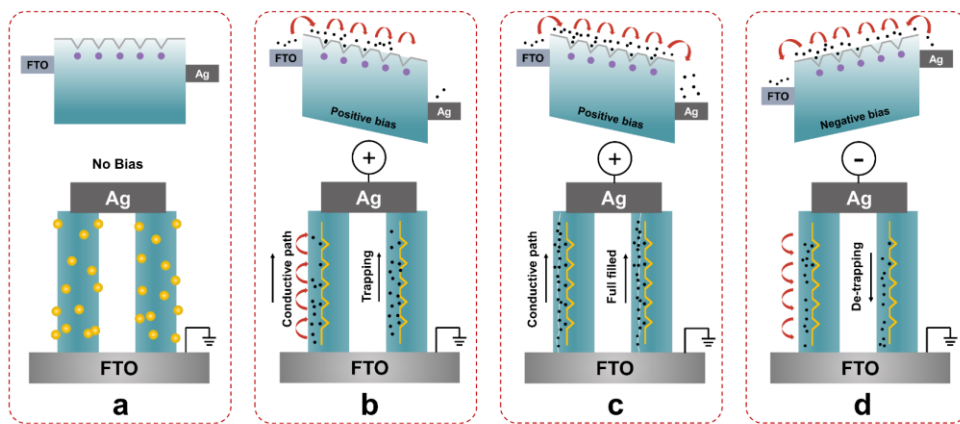 FTO
Ag
No Bias
Ag
FTO
a
FTO
Positive bias
Ag
+
Ag
Conductive path
Trapping
FTO
b
FTO
Positive bias
Ag
+
Ag
Conductive path
Full filled
FTO
c
Ag
FTO
Negative bias
-
Ag
De-trapping
FTO
d